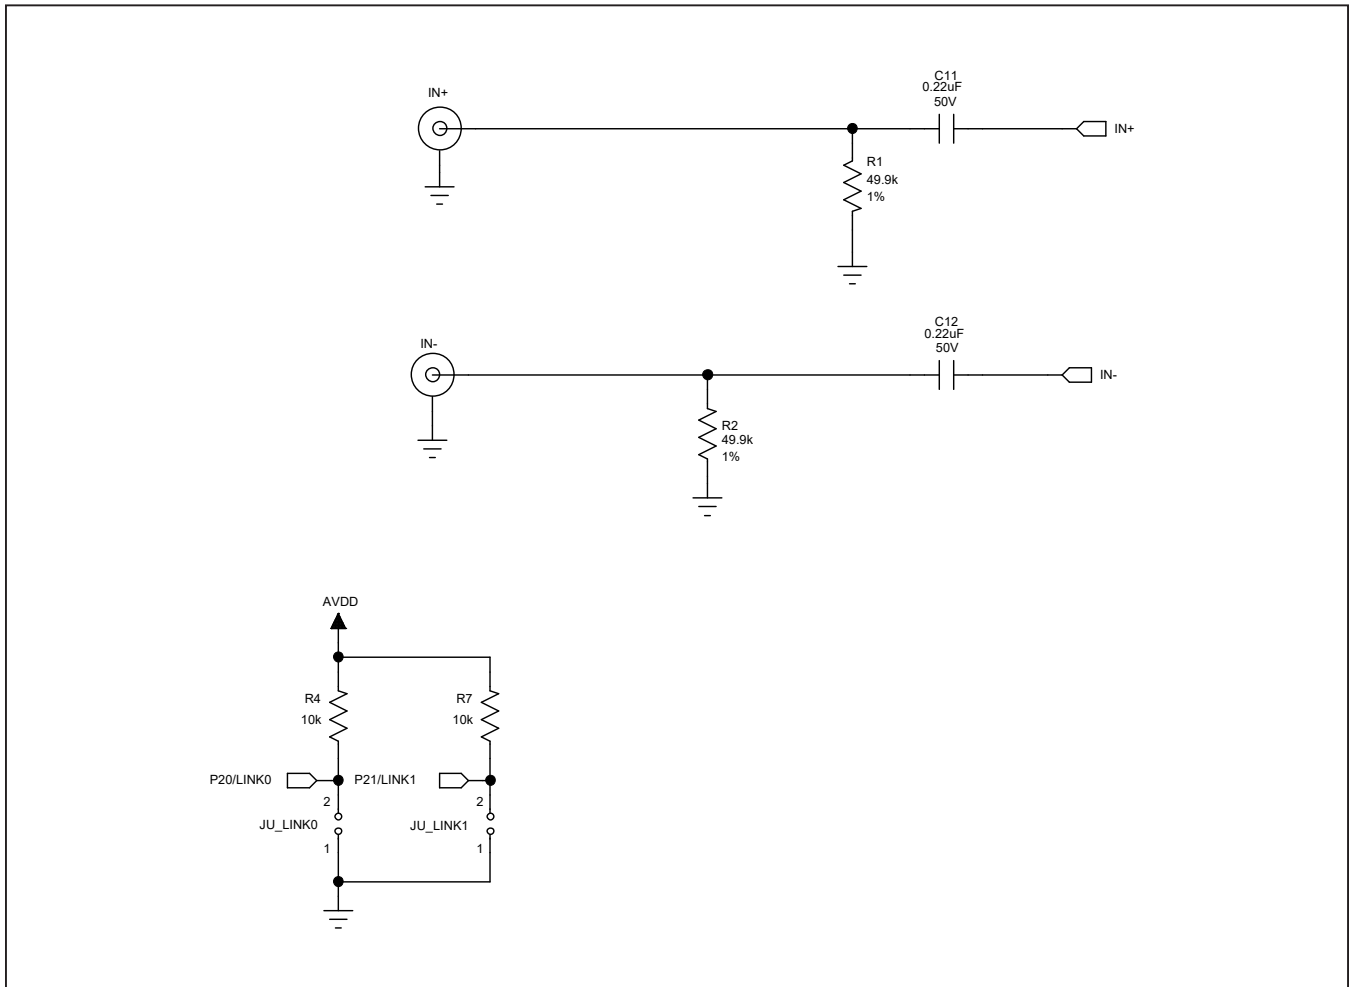 C11
0.22uF
50V
IN+
IN+
R1
49.9k
1%
C12
0.22uF
50V
IN-
IN-
R2
49.9k
1%
AVDD
R4
10k
R7
10k
P20/LINK0
P21/LINK1
2
2
JU_LINK0
JU_LINK1
1
1